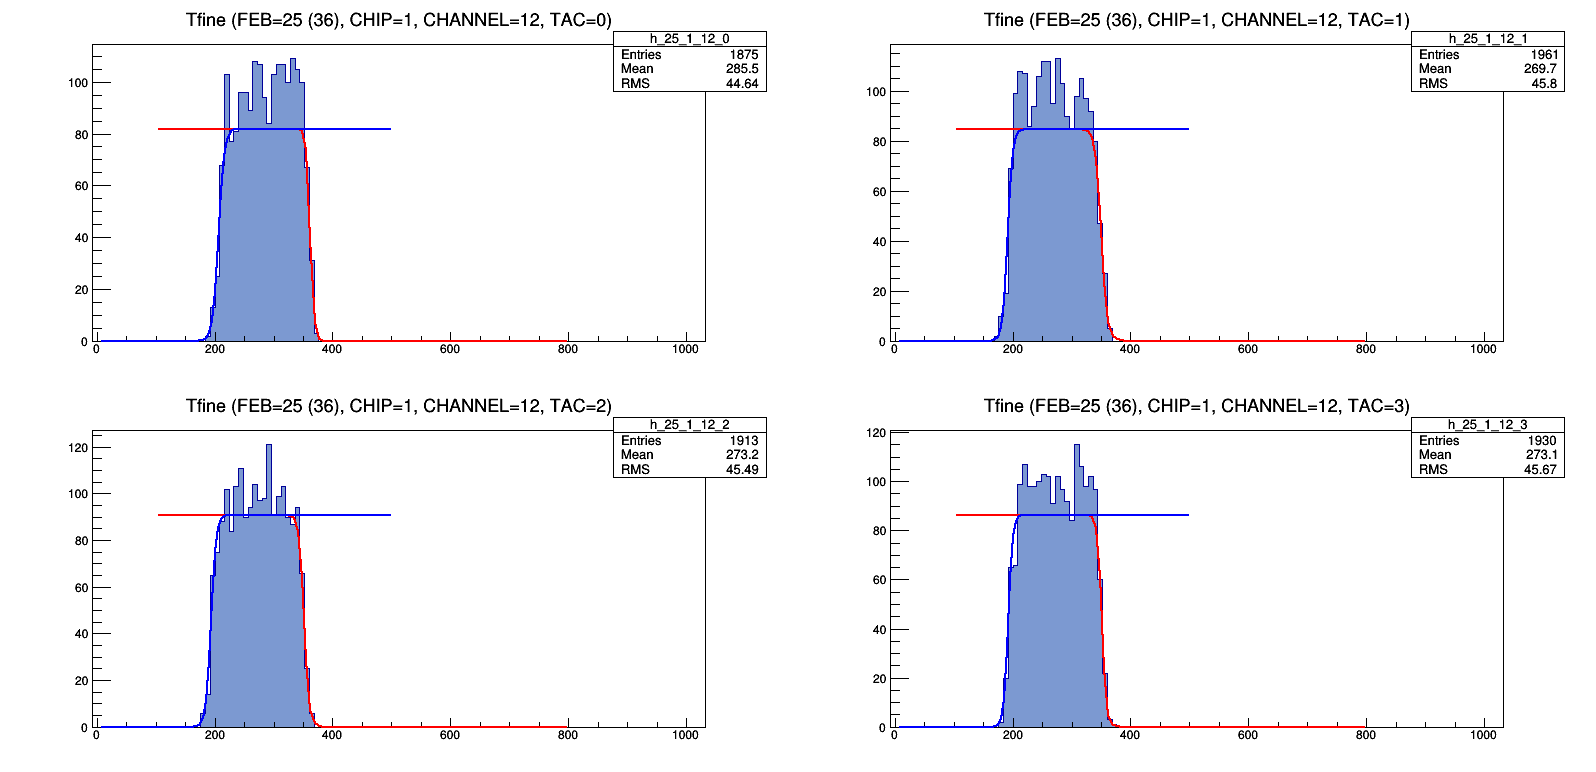 Tfine (FEB=25 (36), CHIP=1, CHANNEL=12, TAC=0)
h_25_1_12_0
Entries 1875
Mean 285.5
RMS 44.64
100
80
60
40
20
0
0 200 400 600 800 1000
Tfine (FEB=25 (36), CHIP=1, CHANNEL=12, TAC=1)
h_25_1_12_1
Entries 1961
Mean 269.7
RMS 45.8
100
80
60
40
20
0
0 200 400 600 800 1000
Tfine (FEB=25 (36), CHIP=1, CHANNEL=12, TAC=2)
h_25_1_12_2
Entries 1913
Mean 273.2
RMS 45.49
120
100
80
60
40
20
0
0 200 400 600 800 1000
Tfine (FEB=25 (36), CHIP=1, CHANNEL=12, TAC=3)
h_25_1_12_3
Entries 1930
Mean 273.1
RMS 45.67
120
100
80
60
40
20
0
0 200 400 600 800 1000